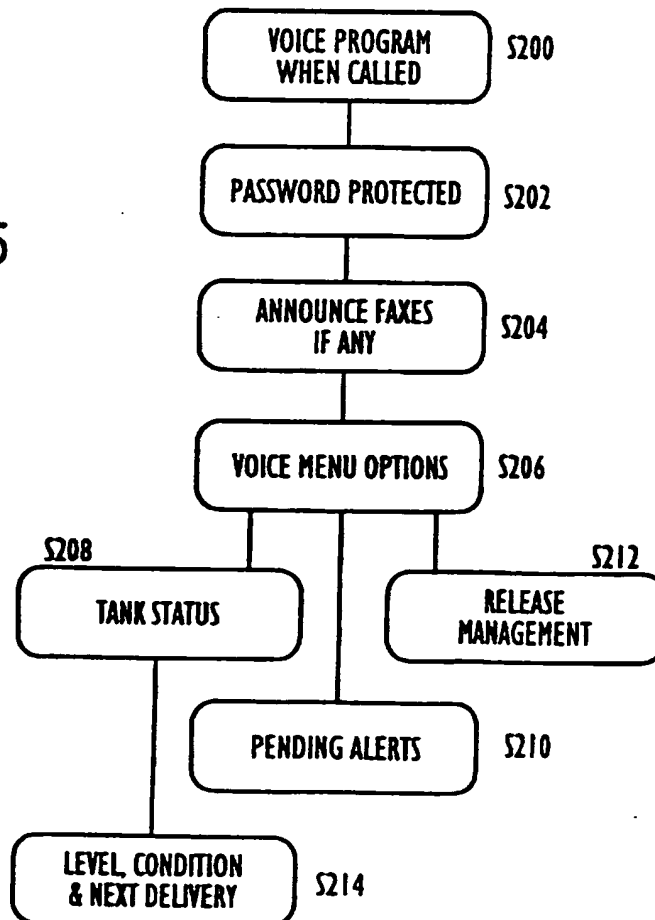 VOICE PROGRAM
WHEN CALLED
S200
PASSWORD PROTECTED
S202
5
ANNOUNCE FAXES
IF ANY
S204
VOICE MENU OPTIONS
S206
S208
TANK STATUS
S212
RELEASE
MANAGEMENT
PENDING ALERTS
S210
LEVEL, CONDITION
& NEXT DELIVERY
S214